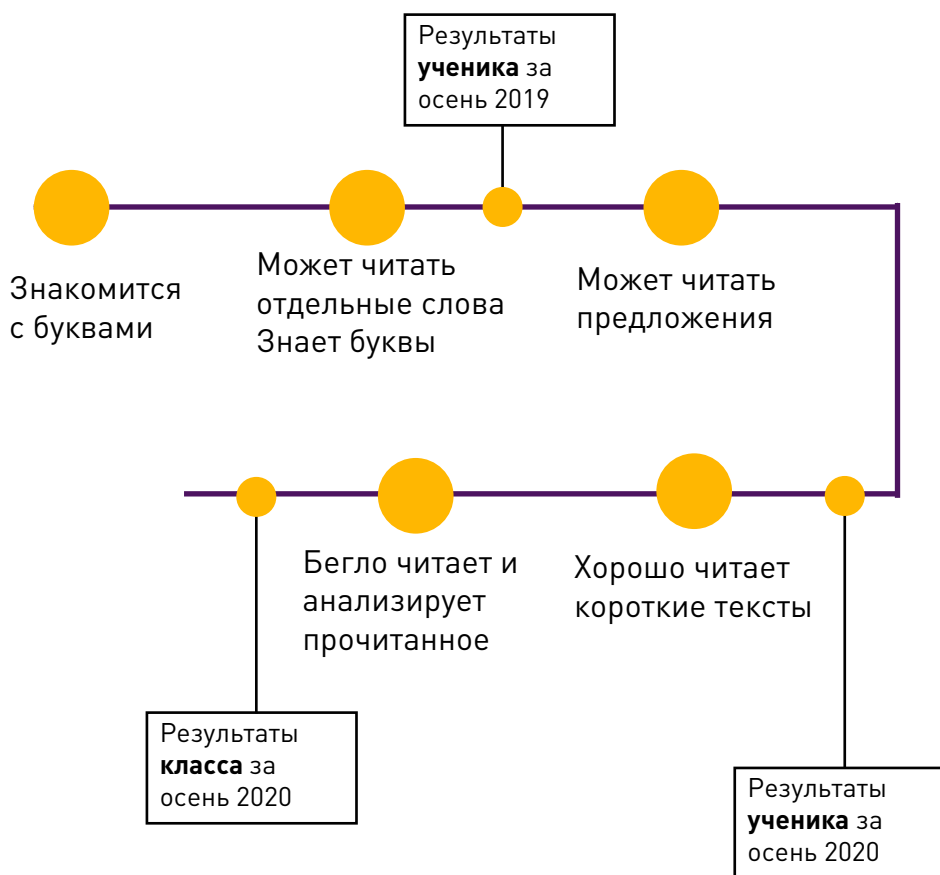 Результаты
ученика за
осень 2019
Знакомится
с буквами
Может читать
отдельные слова
Знает буквы
Может читать
предложения
Бегло читает и
анализирует
прочитанное
Хорошо читает
короткие тексты
Результаты
класса за
осень 2020
Результаты
ученика за
осень 2020